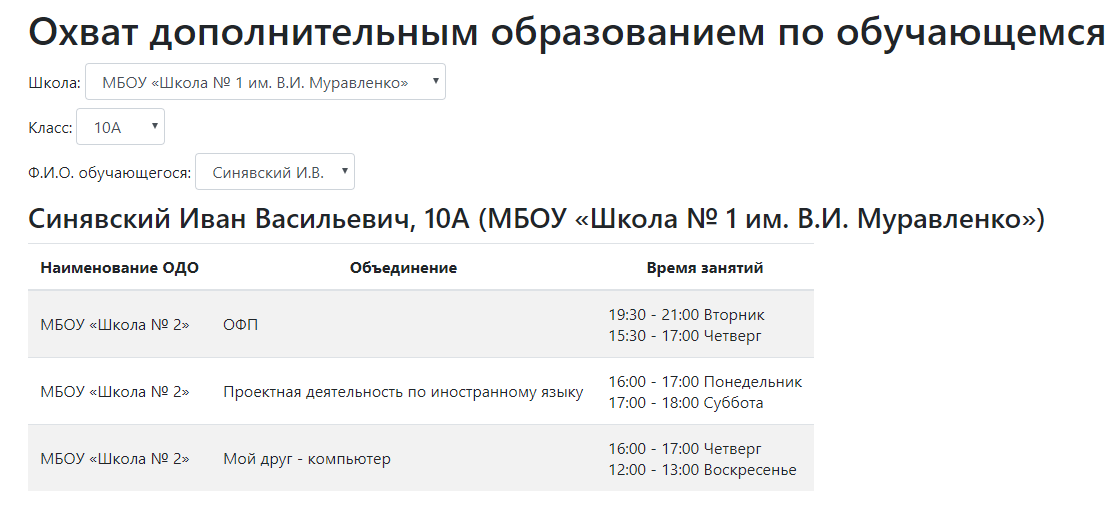 Охват дополнительным образованием по обучающемся
Школа: МБОУ «Школа № 1 им. В.И. Муравленко»
Класс: 10А
Ф.И.О. обучающегося: Синявский И.В.
Синявский Иван Васильевич, 10А (МБОУ «Школа № 1 им. В.И. Муравленко»)
Наименование ОДО Объединение Время занятий
МБОУ «Школа № 2» ОФП 19:30 - 21:00 Вторник
15:30 - 17:00 Четверг
МБОУ «Школа № 2» Проектная деятельность по иностранному языку 16:00 - 17:00 Понедельник
17:00 - 18:00 Суббота
МБОУ «Школа № 2» Мой друг - компьютер 16:00 - 17:00 Четверг
12:00 - 13:00 Воскресенье